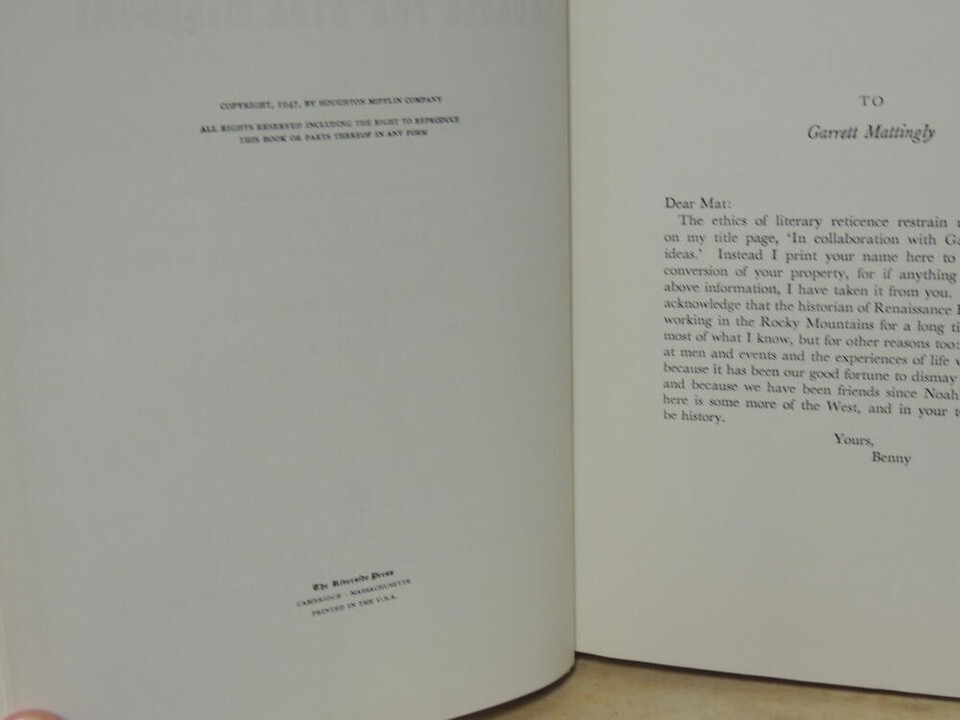 COPYRIGHT, 1947, BY HOUGHTON MIFFLIN COMPANY
ALL RIGHTS RESERVED INCLUDING THE RIGHT TO REPRODUCE
THIS BOOK OR PARTS THEREOF IN ANY FORM
The Riverside Press
CAMBRIDGE · MASSACHUSETTS
PRINTED IN THE U.S.A.
TO
Garrett Mattingly
Dear Mat:
The ethics of literary reticence restrain
on my title page, 'In collaboration with
ideas.' Instead I print your name here to
conversion of your property, for if anything
above information, I have taken it from you.
acknowledge that the historian of Renaissance
working in the Rocky Mountains for a long
most of what I know, but for other reasons too:
at men and events and the experiences of life
because it has been our good fortune to dismay
and because we have been friends since Noah
here is some more of the West, and in your
be history.
Yours,
Benny